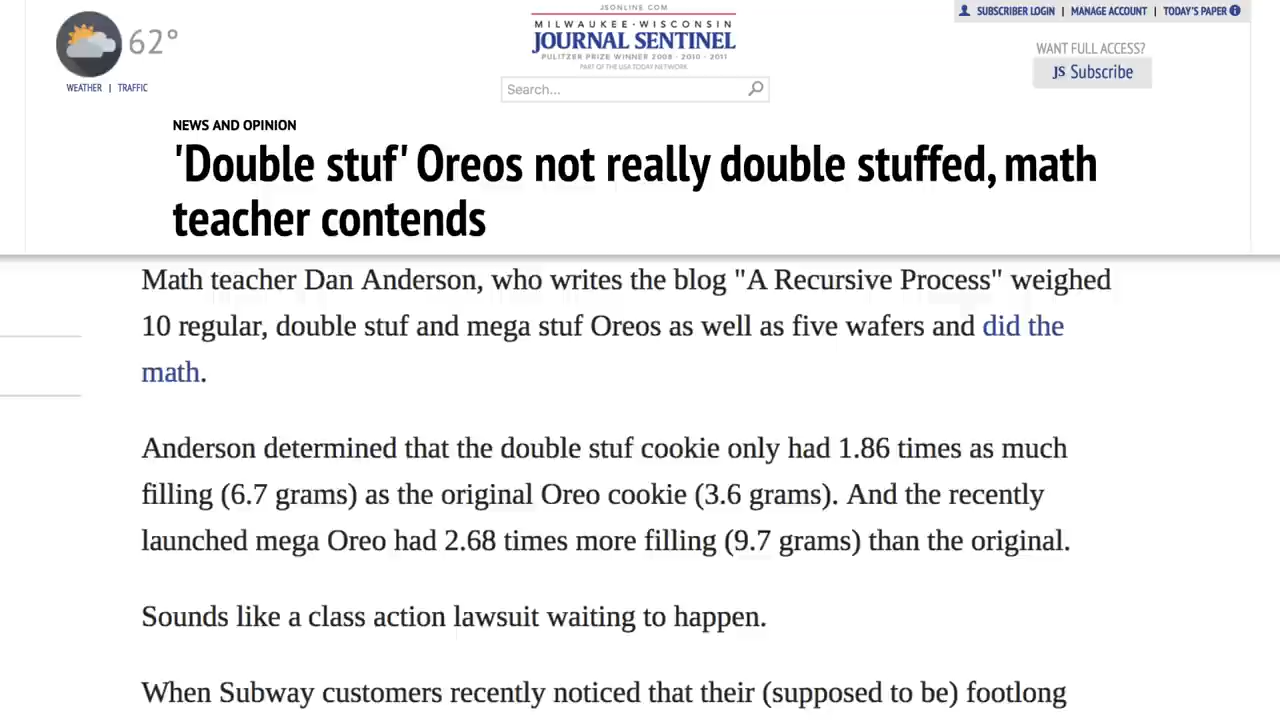 JSONLINE.COM
SUBSCRIBER LOGIN | MANAGE ACCOUNT | TODAY'S PAPER
62°
MILWAUKEE · WISCONSIN
JOURNAL SENTINEL
PULITZER PRIZE WINNER 2008 · 2010 · 2011
PART OF THE USA TODAY NETWORK
WANT FULL ACCESS?
JS Subscribe
WEATHER | TRAFFIC
Search...
NEWS AND OPINION
'Double stuf' Oreos not really double stuffed, math
teacher contends
Math teacher Dan Anderson, who writes the blog "A Recursive Process" weighed
10 regular, double stuf and mega stuf Oreos as well as five wafers and did the
math.
Anderson determined that the double stuf cookie only had 1.86 times as much
filling (6.7 grams) as the original Oreo cookie (3.6 grams). And the recently
launched mega Oreo had 2.68 times more filling (9.7 grams) than the original.
Sounds like a class action lawsuit waiting to happen.
When Subway customers recently noticed that their (supposed to be) footlong